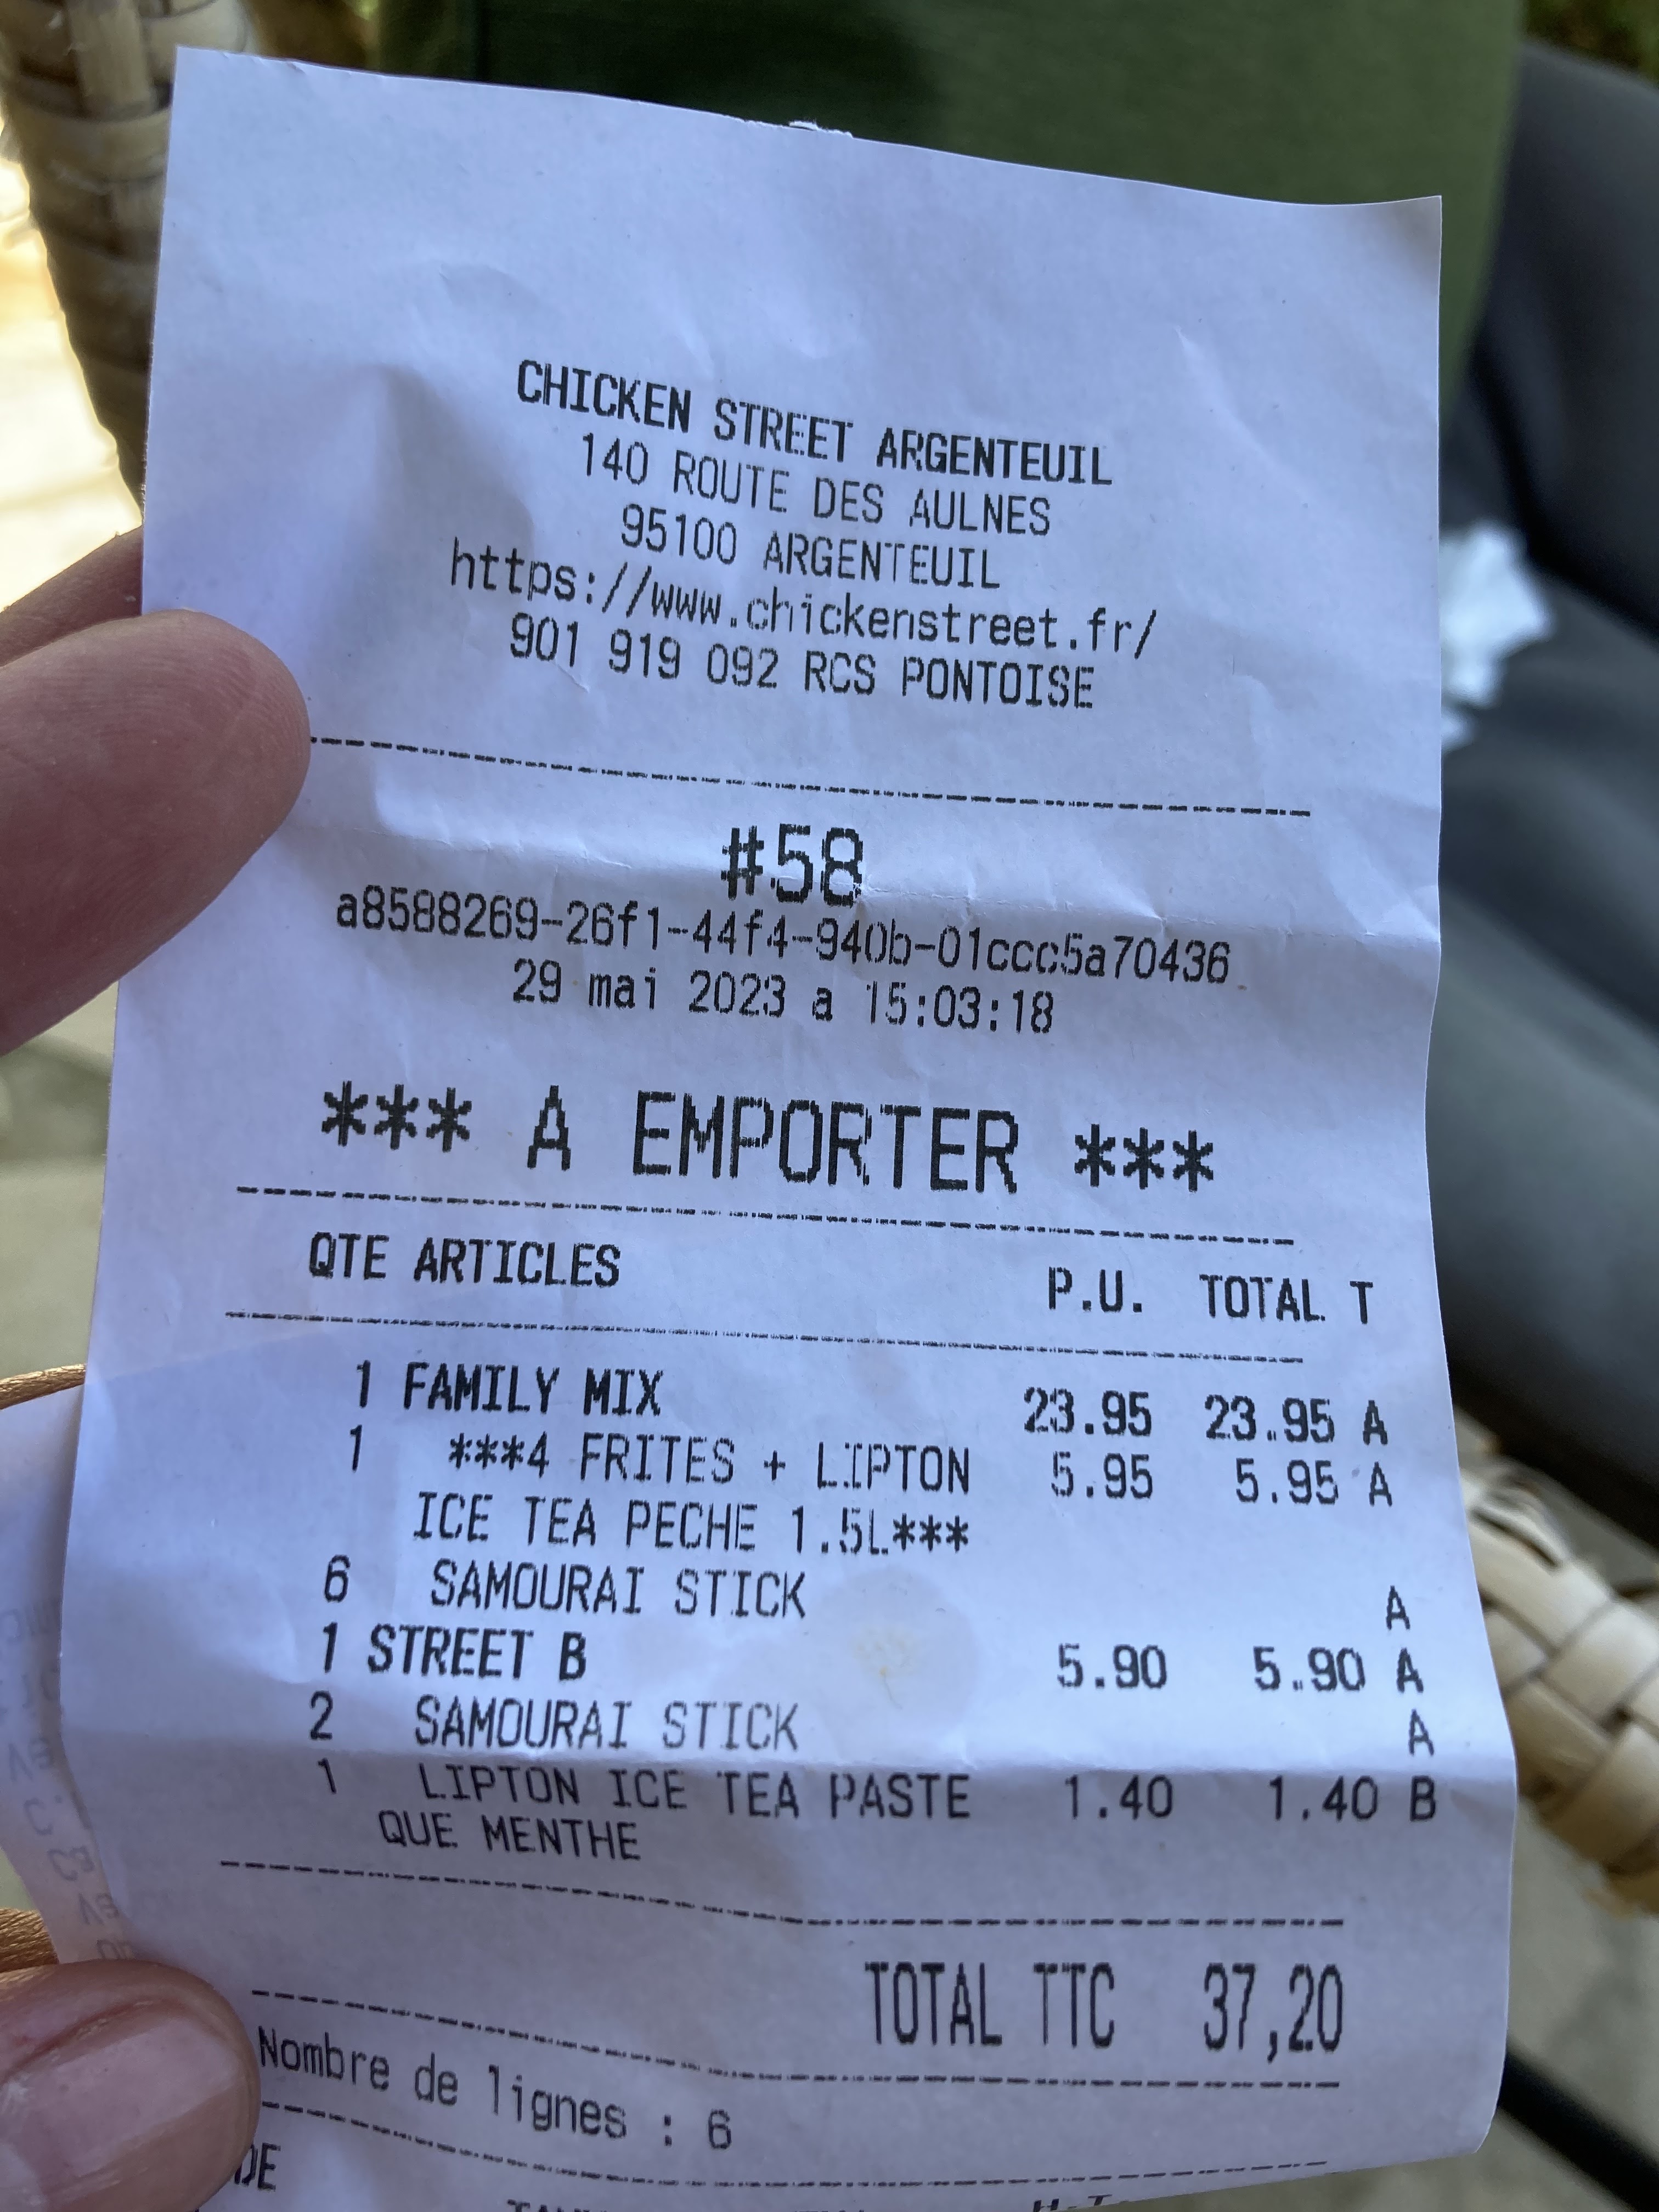 CHICKEN STREET ARGENTEUIL
140 ROUTE DES AULNES
95100 ARGENTEUIL
https://www.chickenstreet.fr/
901 919 092 RCS PONTOISE
#58
a8588269-26f1-44f4-940b-01ccc5a70436
29 mai 2023 a 15:03:18
*** A EMPORTER ***
QTE ARTICLES P.U. TOTAL T
1 FAMILY MIX 23.95 23.95 A
1 ***4 FRITES + LIPTON 5.95 5.95 A
ICE TEA PECHE 1.5L***
6 SAMOURAI STICK A
1 STREET B 5.90 5.90 A
2 SAMOURAI STICK A
1 LIPTON ICE TEA PASTE 1.40 1.40 B
QUE MENTHE
TOTAL TTC 37,20
Nombre de lignes : 6